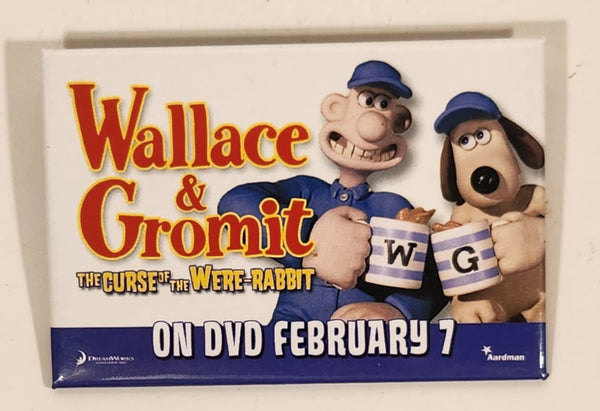 Wallace
&
Gromit
THE CURSE OF THE WERE-RABBIT
W G
ON DVD FEBRUARY 7
DREAMWORKS
Aardman